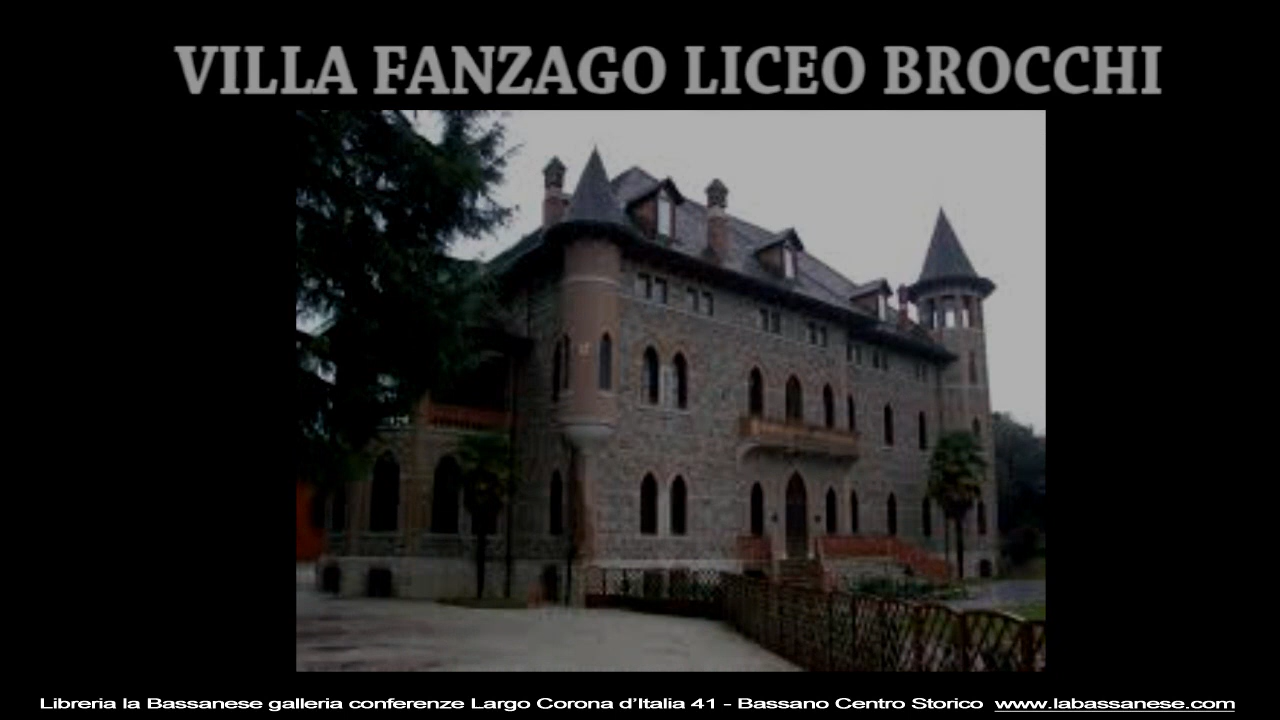 VILLA FANZAGO LICEO BROCCHI
Libreria la Bassanese galleria conferenze Largo Corona d'Italia 41 - Bassano Centro Storico www.labassanese.com